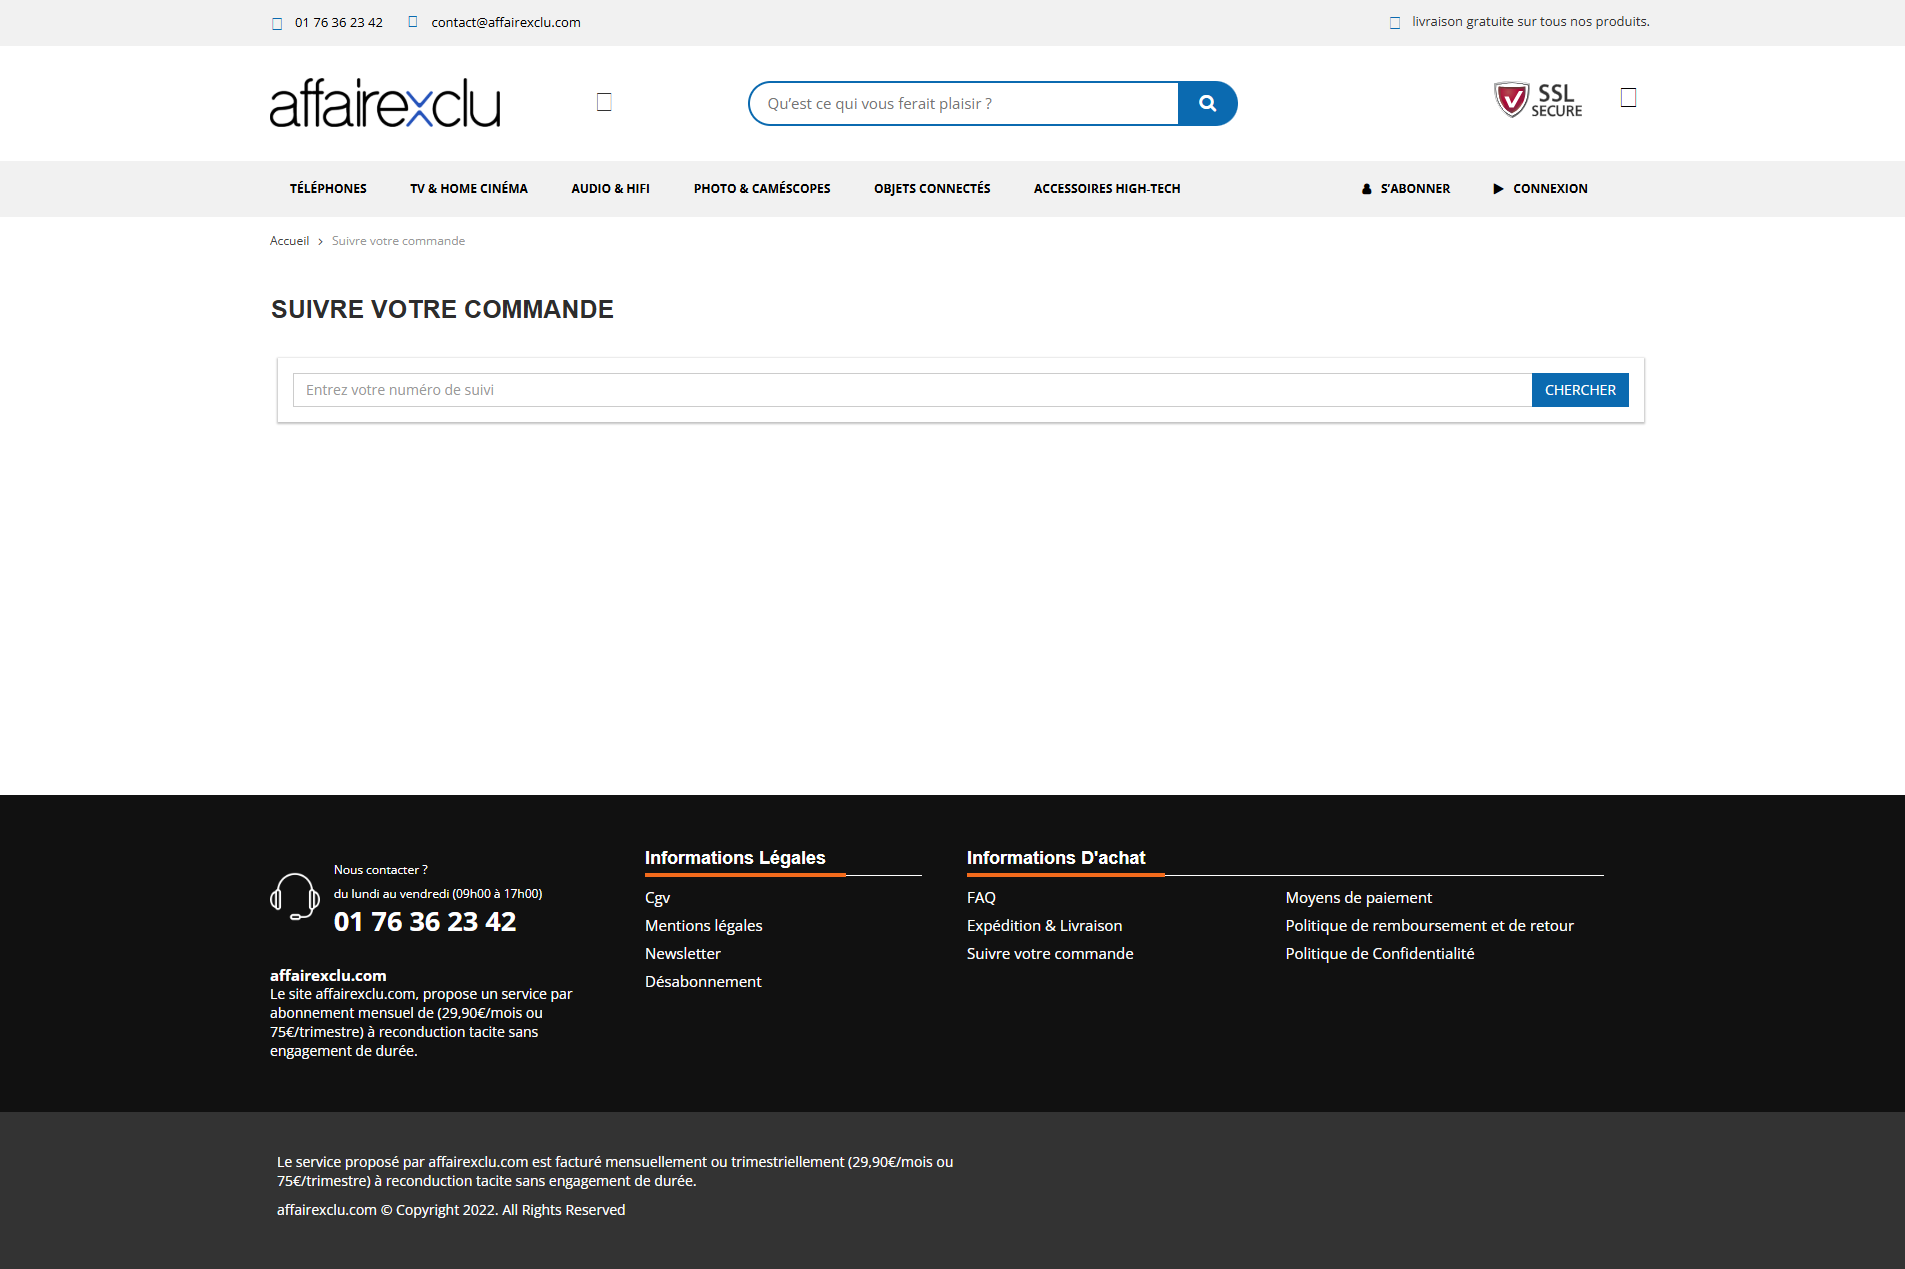 01 76 36 23 42 contact@affairexclu.com livraison gratuite sur tous nos produits.
affairexclu Qu’est ce qui vous ferait plaisir ? SSL
SECURE
TÉLÉPHONES TV & HOME CINÉMA AUDIO & HIFI PHOTO & CAMÉSCOPES OBJETS CONNECTÉS ACCESSOIRES HIGH-TECH S’ABONNER CONNEXION
Accueil > Suivre votre commande
SUIVRE VOTRE COMMANDE
Entrez votre numéro de suivi CHERCHER
Nous contacter ?
du lundi au vendredi (09h00 à 17h00)
01 76 36 23 42
affairexclu.com
Le site affairexclu.com, propose un service par
abonnement mensuel de (29,90€/mois ou
75€/trimestre) à reconduction tacite sans
engagement de durée.
Informations Légales
Cgv
Mentions légales
Newsletter
Désabonnement
Informations D'achat
FAQ
Expédition & Livraison
Suivre votre commande
Moyens de paiement
Politique de remboursement et de retour
Politique de Confidentialité
Le service proposé par affairexclu.com est facturé mensuellement ou trimestriellement (29,90€/mois ou
75€/trimestre) à reconduction tacite sans engagement de durée.
affairexclu.com © Copyright 2022. All Rights Reserved